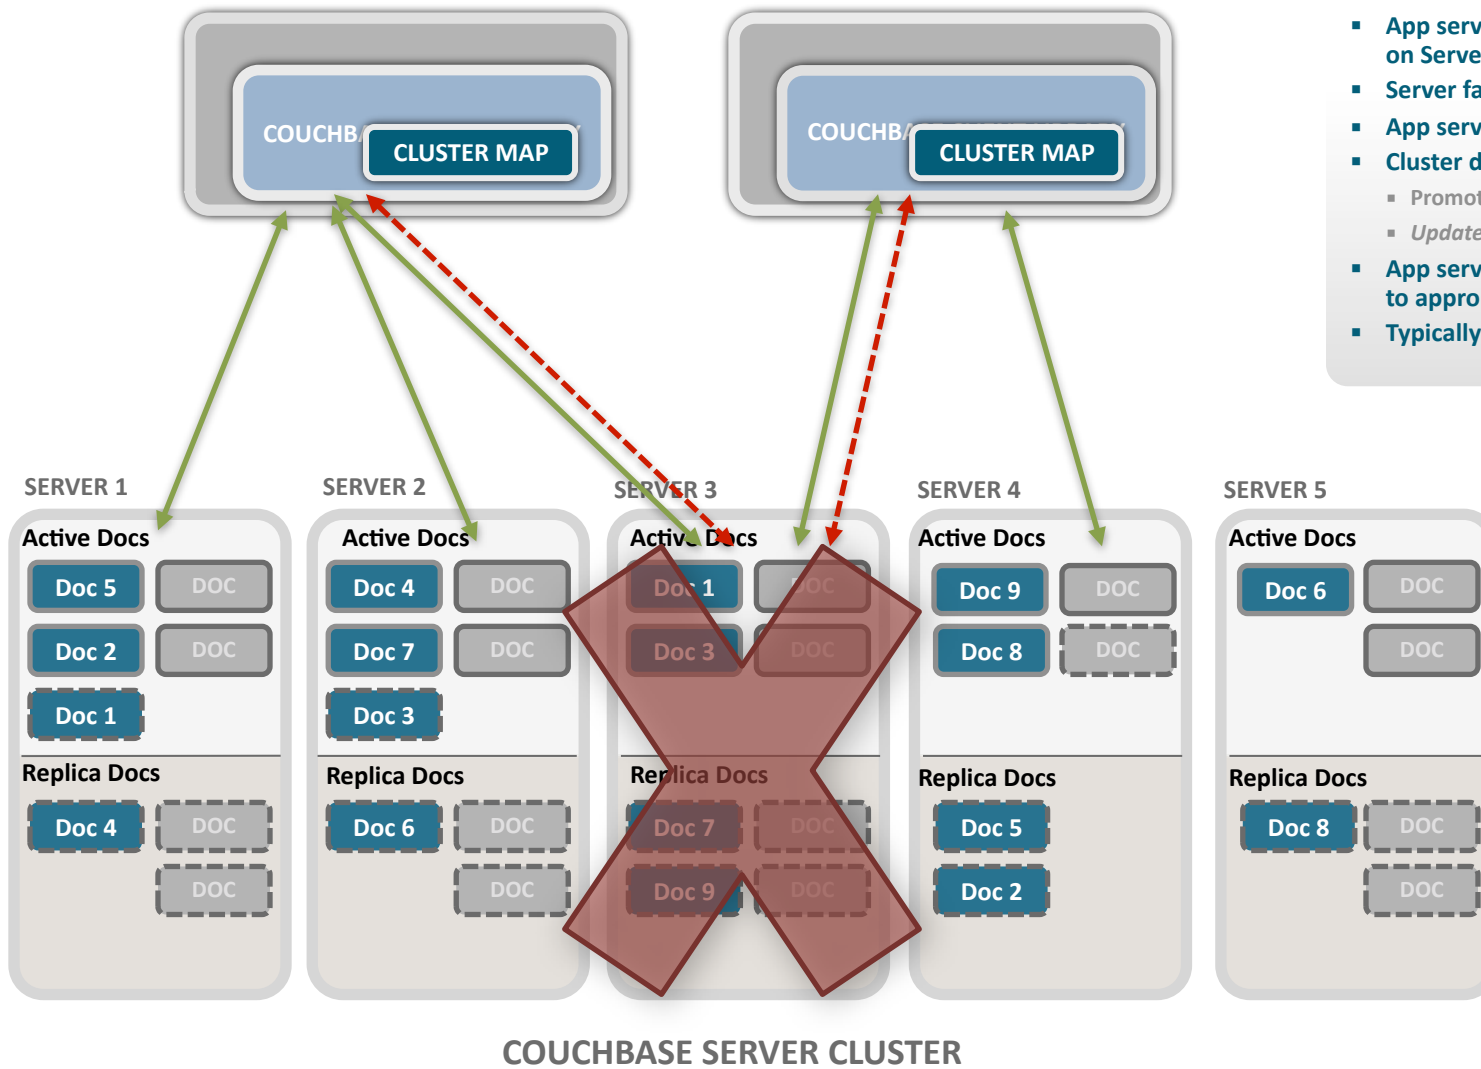 COUCHBA
CLUSTER MAP
COUCHB
CLUSTER MAP
App serv
on Serve
Server fa
App serv
Cluster d
Promot
Update
App serv
to appro
Typically
SERVER 1
SERVER 2
SERVER 3
SERVER 4
SERVER 5
Active Docs
Doc 5 DOC
Doc 2 DOC
Doc 1
Replica Docs
Doc 4 DOC
DOC
Active Docs
Doc 4 DOC
Doc 7 DOC
Doc 3
Replica Docs
Doc 6 DOC
DOC
Active Docs
Doc 1 DOC
Doc 3 DOC
Replica Docs
Doc 7 DOC
Doc 9 DOC
Active Docs
Doc 9 DOC
Doc 8 DOC
Replica Docs
Doc 5
Doc 2
Active Docs
Doc 6 DOC
DOC
Replica Docs
Doc 8 DOC
DOC
COUCHBASE SERVER CLUSTER